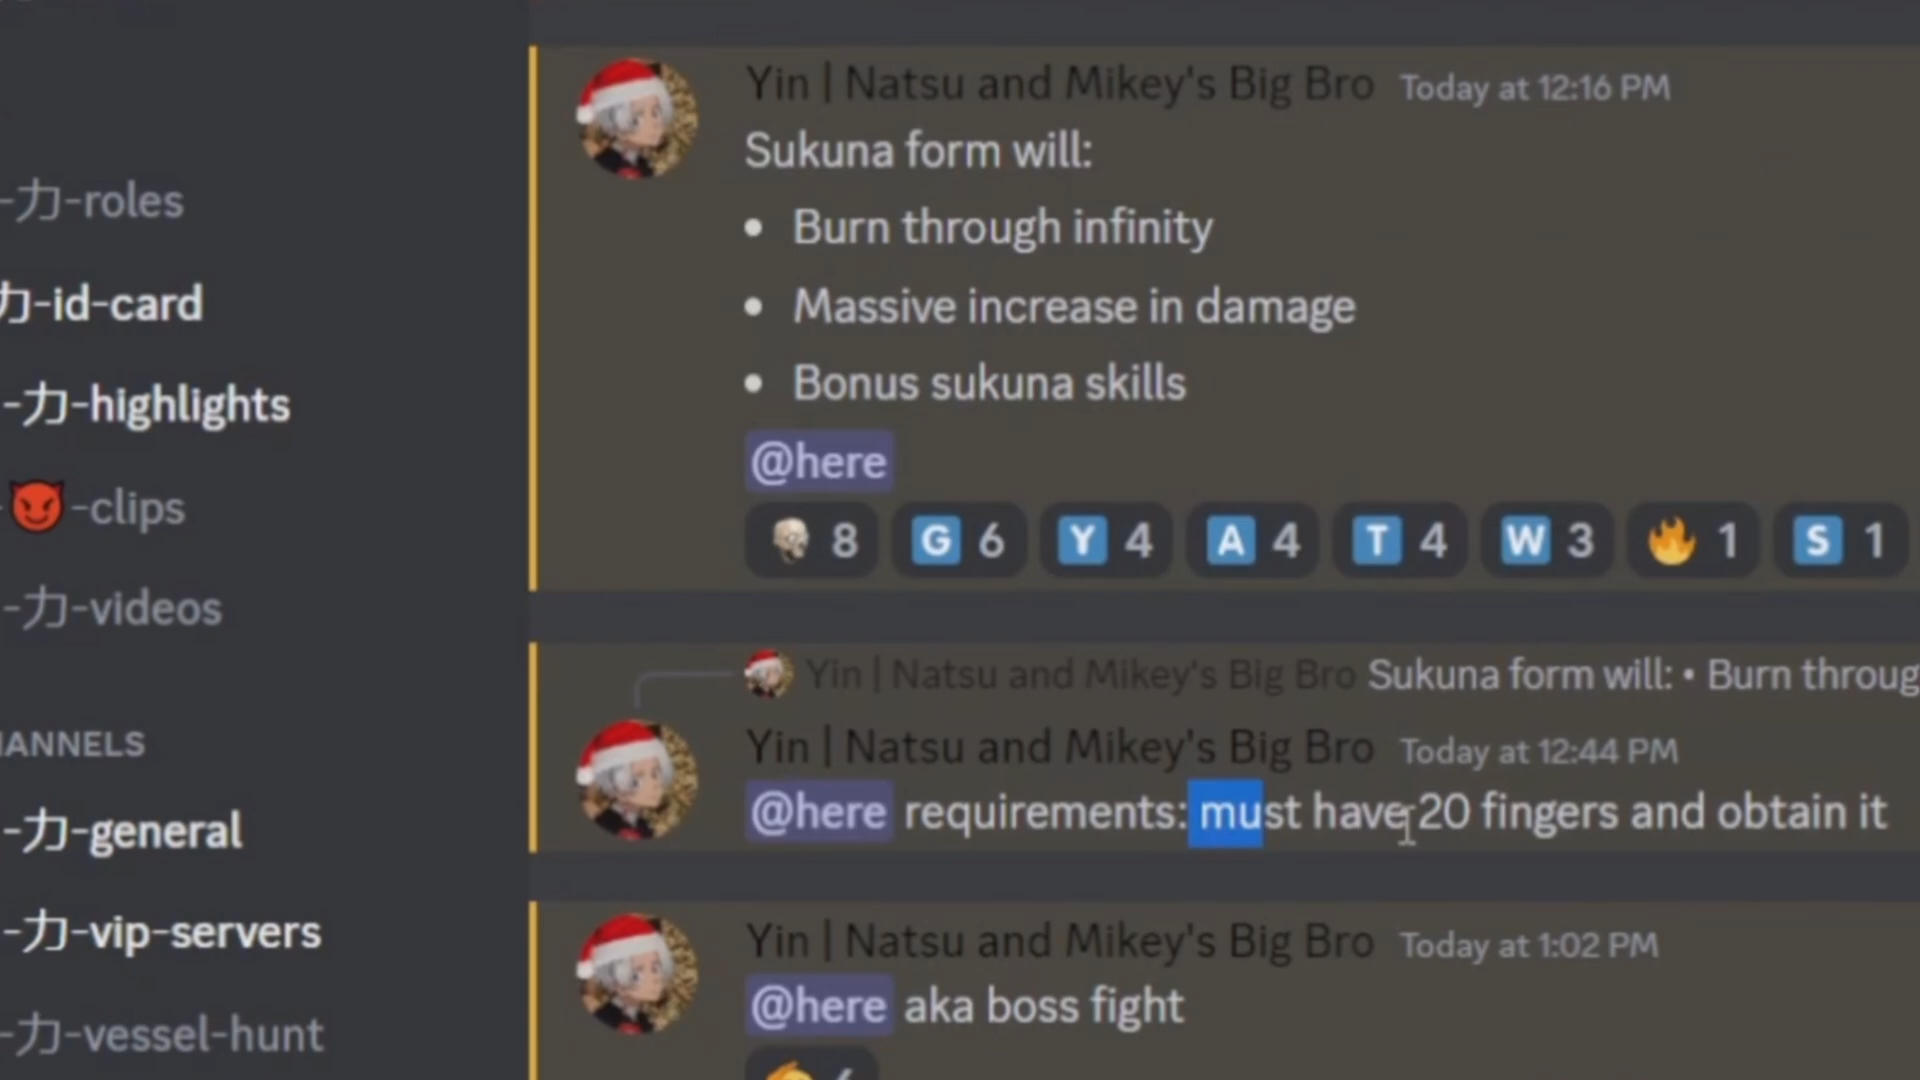 -力-roles
力-id-card
-力-highlights
-clips
-力-videos
HANNELS
-力-general
-力-vip-servers
-力-vessel-hunt
Yin | Natsu and Mikey's Big Bro Today at 12:16 PM
Sukuna form will:
• Burn through infinity
• Massive increase in damage
• Bonus sukuna skills
@here
8 G 6 Y 4 A 4 T 4 W 3 1 S 1
Yin | Natsu and Mikey's Big Bro Sukuna form will: • Burn throug
Yin | Natsu and Mikey's Big Bro Today at 12:44 PM
@here requirements: must have 20 fingers and obtain it
Yin | Natsu and Mikey's Big Bro Today at 1:02 PM
@here aka boss fight